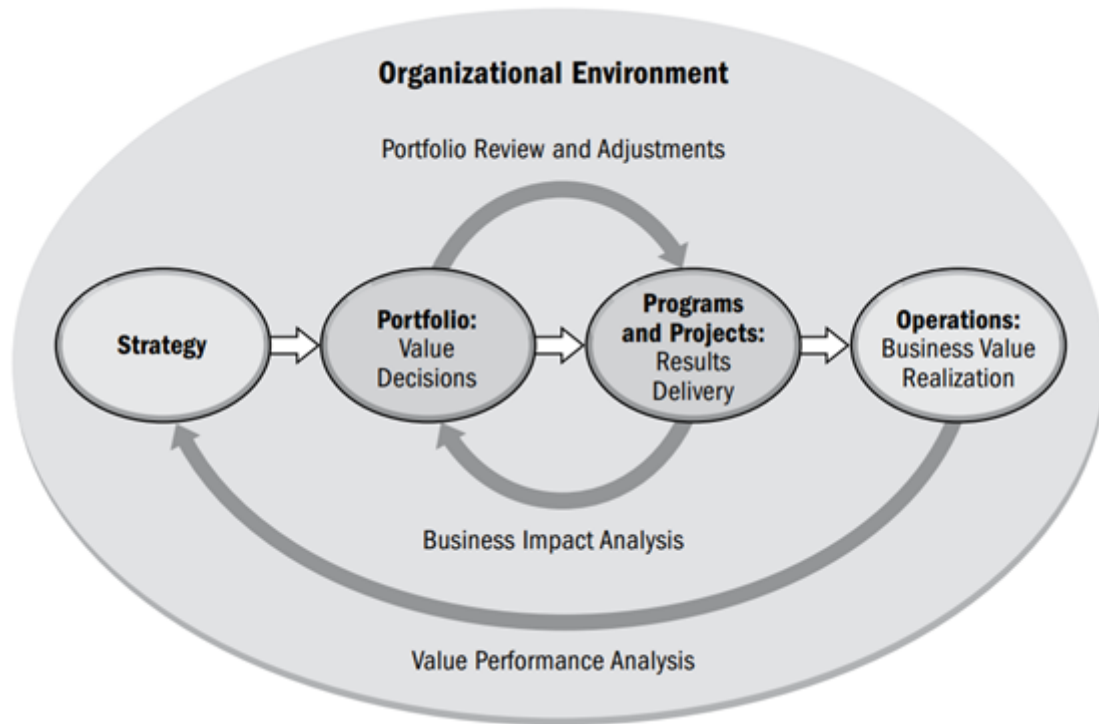 Organizational Environment
Portfolio Review and Adjustments
Strategy
Portfolio:
Value
Decisions
Programs
and Projects:
Results
Delivery
Operations:
Business Value
Realization
Business Impact Analysis
Value Performance Analysis